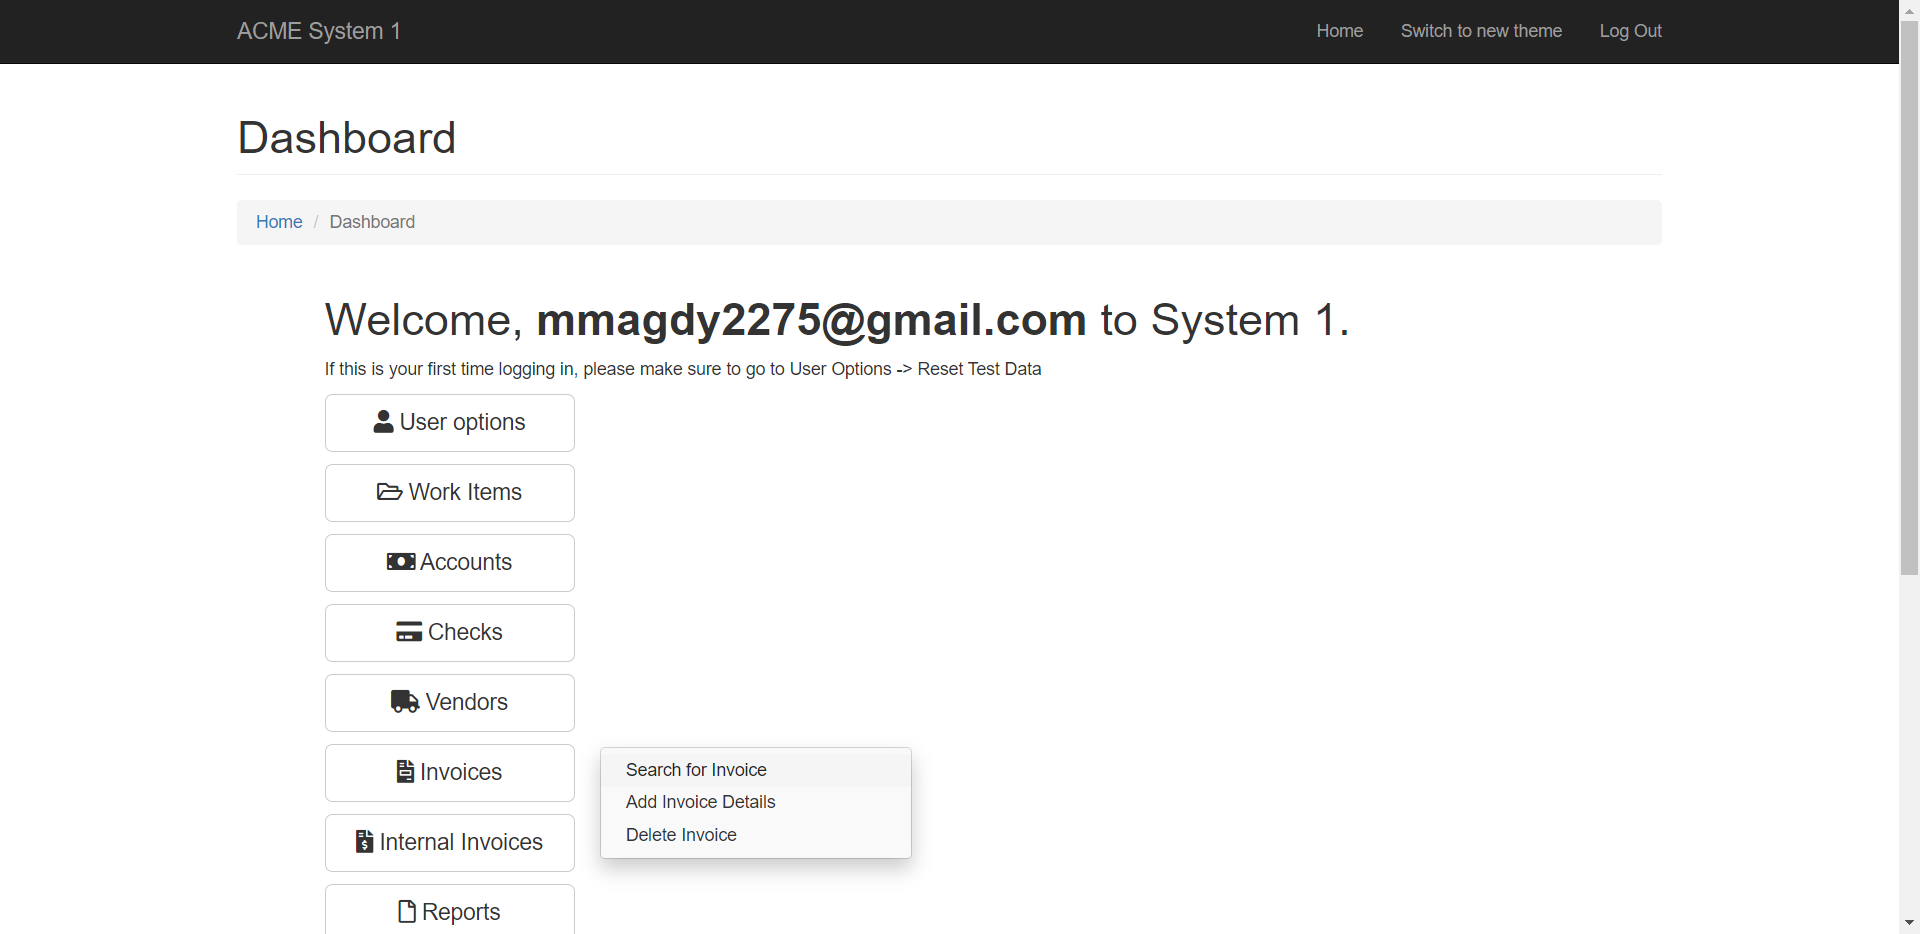 ACME System 1
Home
Switch to new theme
Log Out
Dashboard
Home / Dashboard
Welcome, mmagdy2275@gmail.com to System 1.
If this is your first time logging in, please make sure to go to User Options -> Reset Test Data
User options
Work Items
Accounts
Checks
Vendors
Invoices
Search for Invoice
Add Invoice Details
Delete Invoice
Internal Invoices
Reports